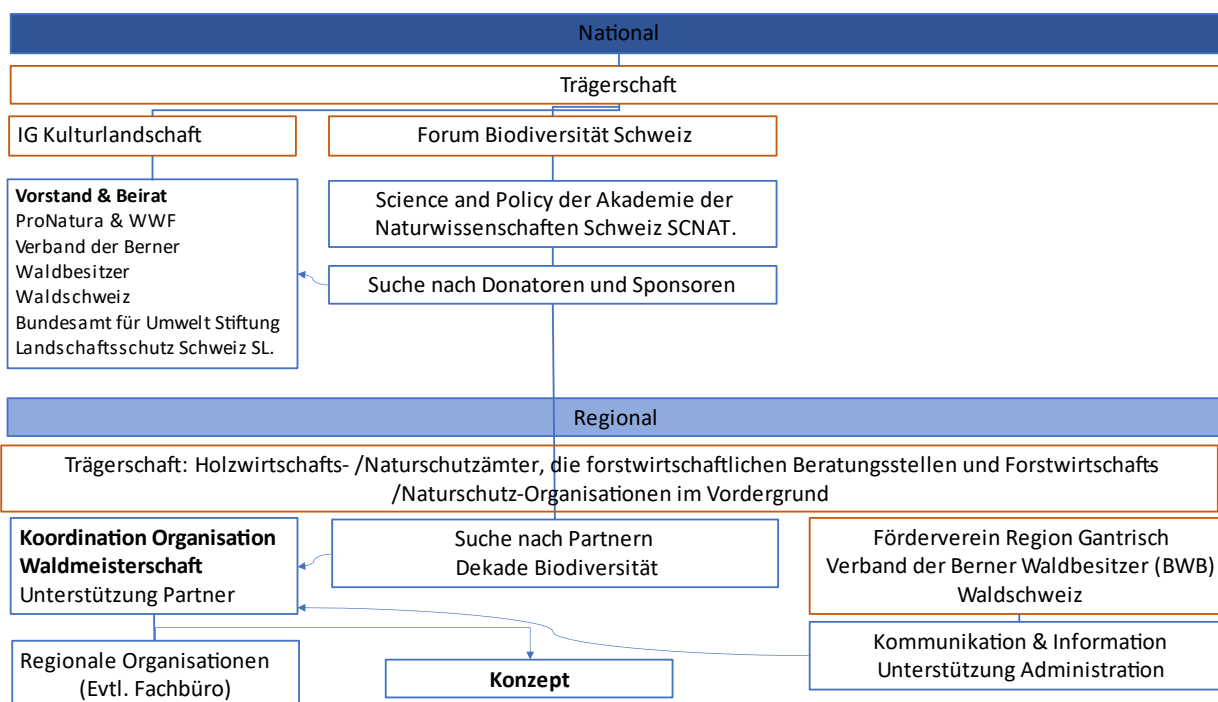 National
Trägerschaft
IG Kulturlandschaft
Forum Biodiversität Schweiz
Vorstand & Beirat
ProNatura & WWF
Verband der Berner
Waldbesitzer
Waldschweiz
Bundesamt für Umwelt Stiftung
Landschaftsschutz Schweiz SL.
Science and Policy der Akademie der
Naturwissenschaften Schweiz SCNAT.
Suche nach Donatoren und Sponsoren
Regional
Trägerschaft: Holzwirtschafts- /Naturschutzämter, die forstwirtschaftlichen Beratungsstellen und Forstwirtschafts
/Naturschutz-Organisationen im Vordergrund
Koordination Organisation
Waldmeisterschaft
Unterstützung Partner
Suche nach Partnern
Dekade Biodiversität
Förderverein Region Gantrisch
Verband der Berner Waldbesitzer (BWB)
Waldschweiz
Regionale Organisationen
(Evtl. Fachbüro)
Konzept
Kommunikation & Information
Unterstützung Administration